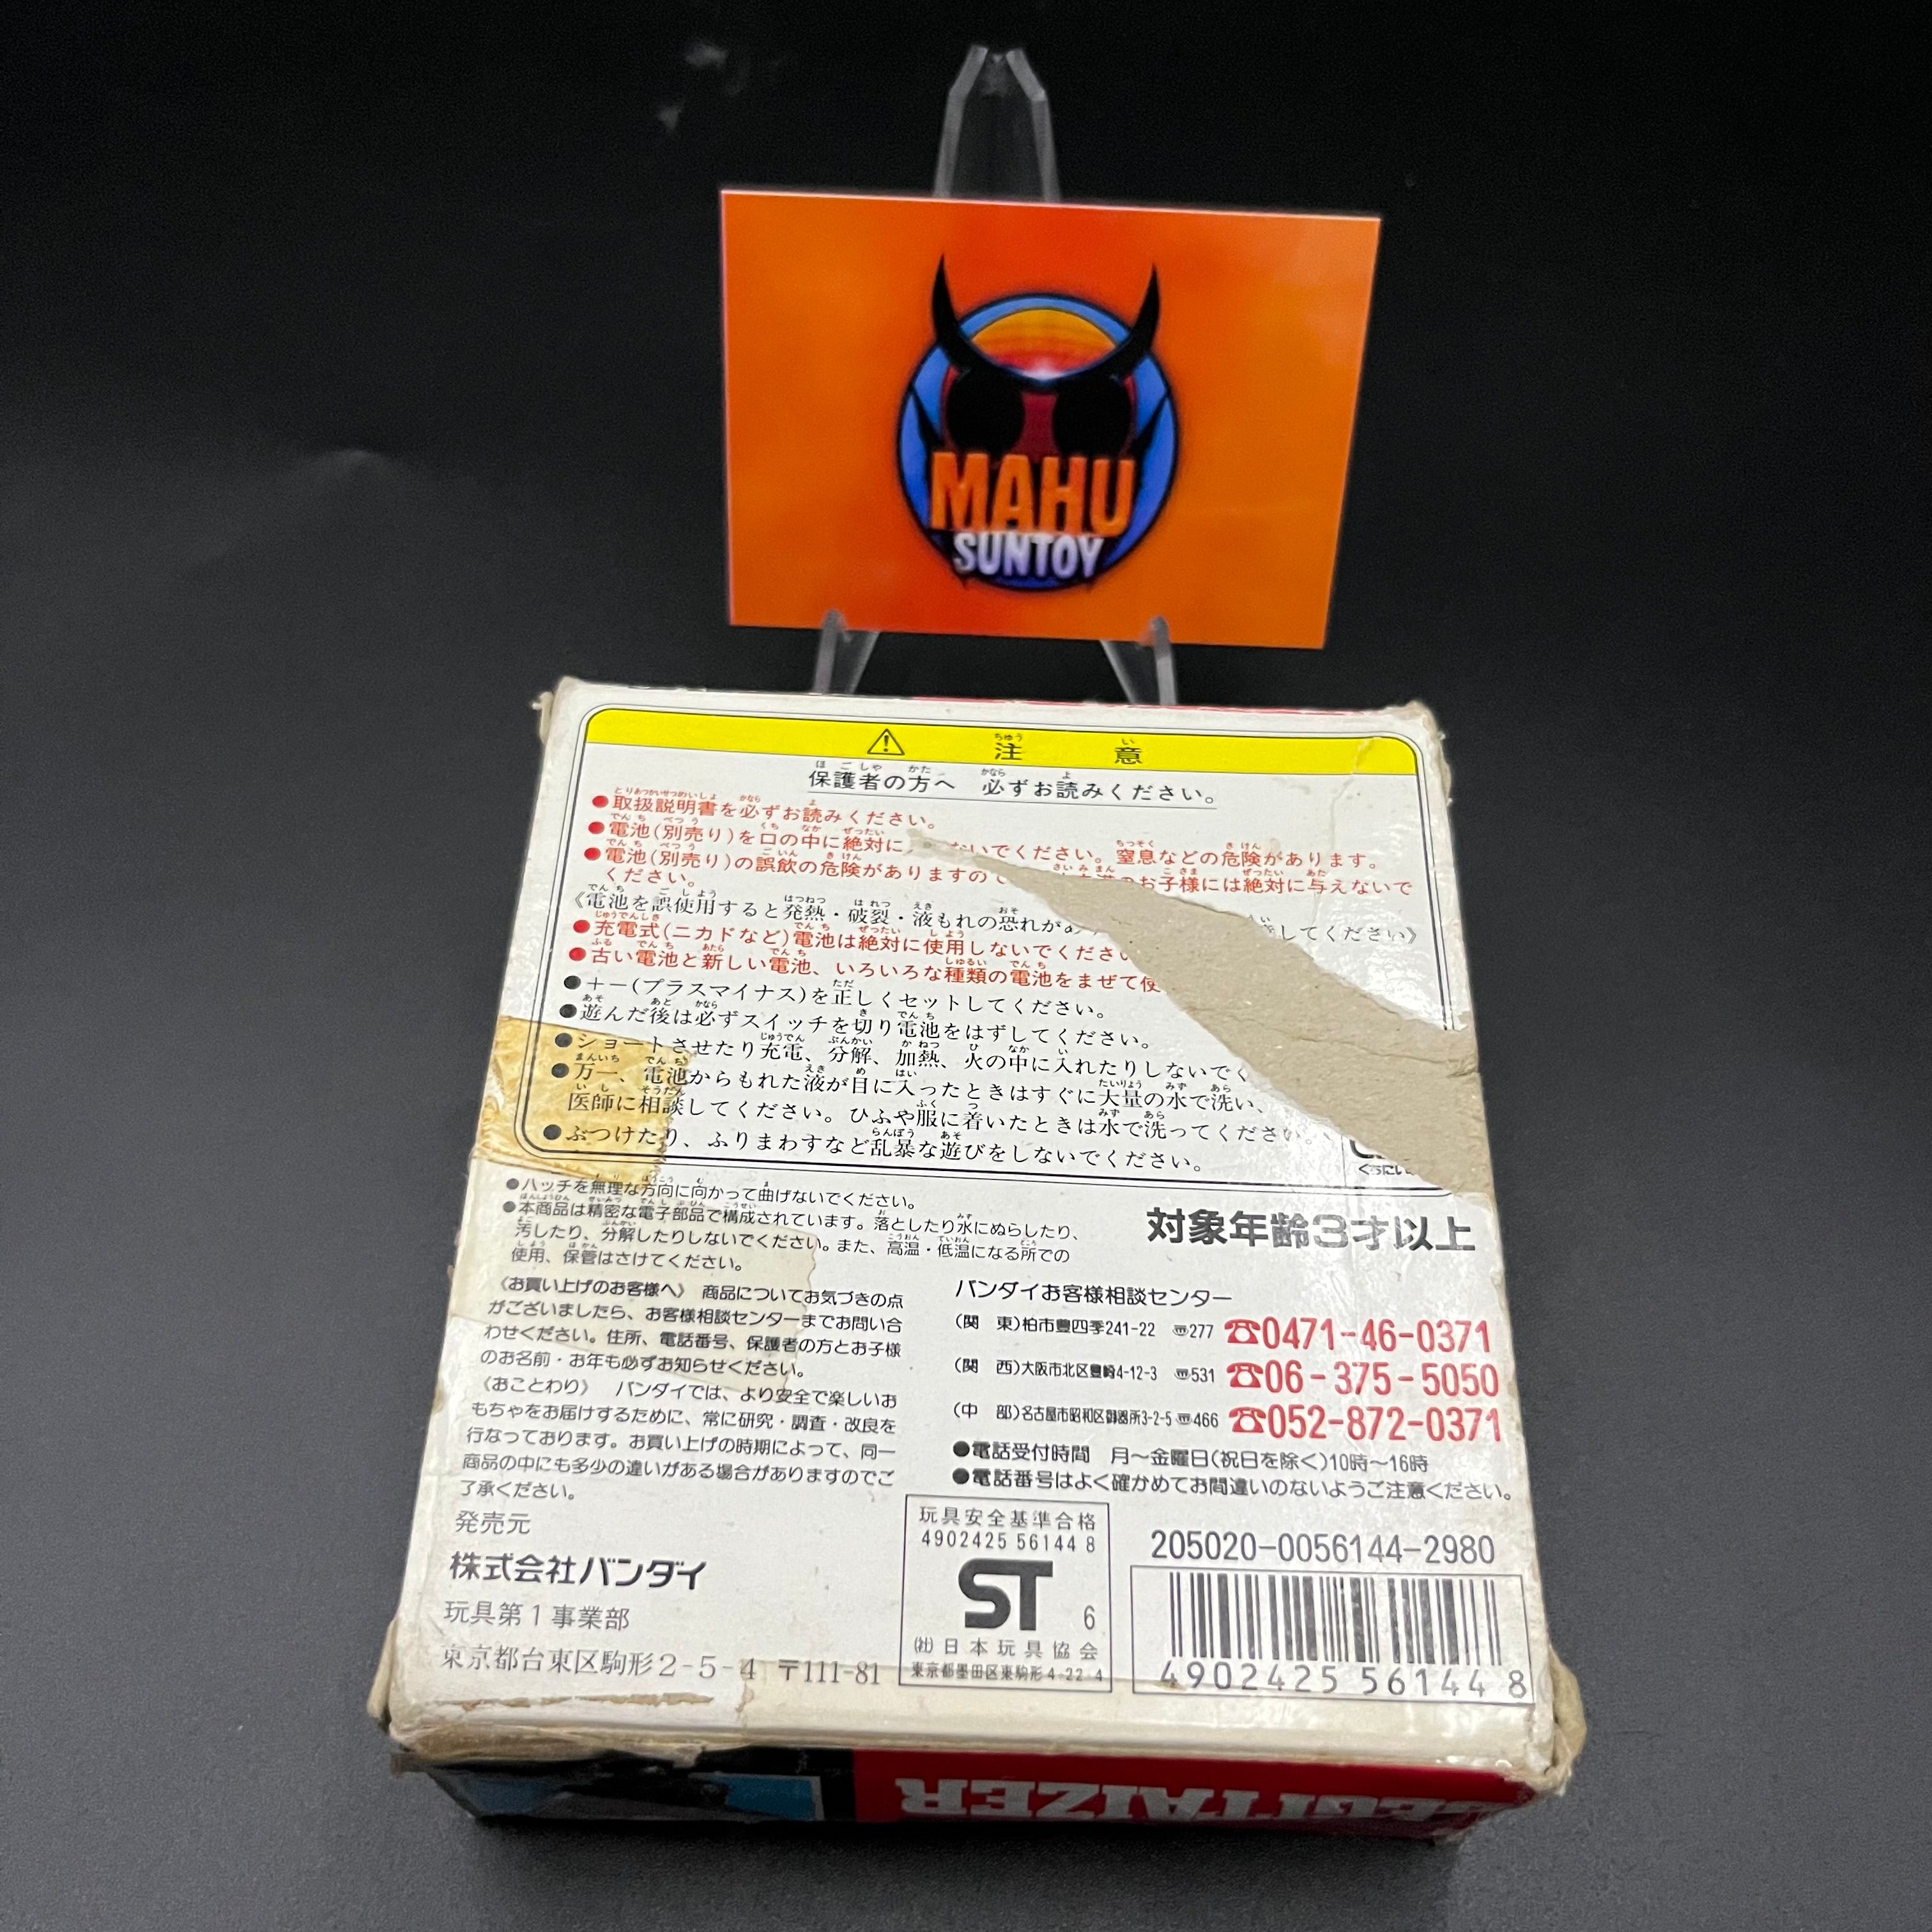 MAHU
SUNTOY
注意
保護者の方へ 必ずお読みください。
●取扱説明書を必ずお読みください。
●電池(別売り)を口の中に絶対に ないでください。窒息などの危険があります。
●電池(別売り)の誤飲の危険がありますので のお子様には絶対に与えないで
ください。
《電池を誤使用すると発熱・破裂・液もれの恐れがあ してください》
●充電式(ニカドなど)電池は絶対に使用しないでください
●古い電池と新しい電池、いろいろな種類の電池をまぜて使
●+−(プラスマイナス)を正しくセットしてください。
●遊んだ後は必ずスイッチを切り電池をはずしてください。
●ショートさせたり充電、分解、加熱、火の中に入れたりしないでく
●万一、電池からもれた液が目に入ったときはすぐに大量の水で洗い、
医師に相談してください。ひふや服に着いたときは水で洗ってください。
●ぶつけたり、ふりまわすなど乱暴な遊びをしないでください。
●ハッチを無理な方向に向かって曲げないでください。
●本商品は精密な電子部品で構成されています。落としたり水にぬらしたり、
汚したり、分解したりしないでください。また、高温・低温になる所での
使用、保管はさけてください。
対象年齢3才以上
《お買い上げのお客様へ》 商品についてお気づきの点
がございましたら、お客様相談センターまでお問い合
わせください。住所、電話番号、保護者の方とお子様
のお名前・お年も必ずお知らせください。
《おことわり》 バンダイでは、より安全で楽しいお
もちゃをお届けするために、常に研究・調査・改良を
行なっております。お買い上げの時期によって、同一
商品の中にも多少の違いがある場合がありますのでご
了承ください。
バンダイお客様相談センター
(関 東)柏市豊四季241-22 〒277 ☎0471-46-0371
(関 西)大阪市北区豊崎4-12-3 〒531 ☎06-375-5050
(中 部)名古屋市昭和区御器所3-2-5 〒466 ☎052-872-0371
●電話受付時間 月〜金曜日(祝日を除く)10時〜16時
●電話番号はよく確かめてお間違いのないようご注意ください。
発売元
株式会社バンダイ
玩具第1事業部
東京都台東区駒形2-5-4 〒111-81
玩具安全基準合格
4902425 56144 8
ST 6
(社)日本玩具協会
東京都墨田区東駒形4-22-4
205020-0056144-2980
4902425 561448